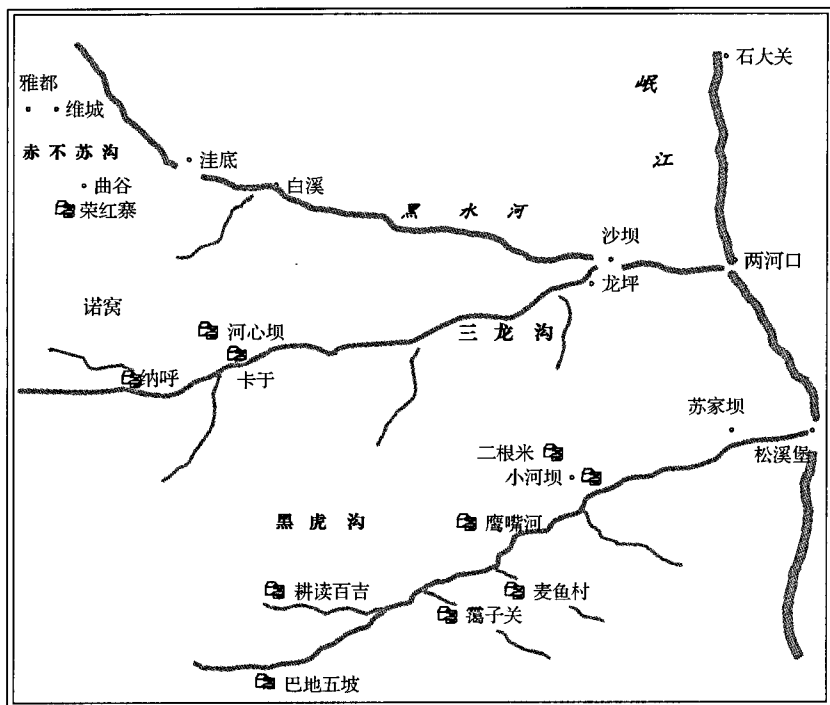 石大关
岷
江
雅都
维城
赤不苏沟
洼底
曲谷
白溪
荣红寨
黑水河
沙坝
两河口
龙坪
诺窝
河心坝
三龙沟
纳呼
卡于
苏家坝
二根米
松溪堡
小河坝
黑虎沟
鹰嘴河
耕读百吉
麦鱼村
蔼子关
巴地五坡